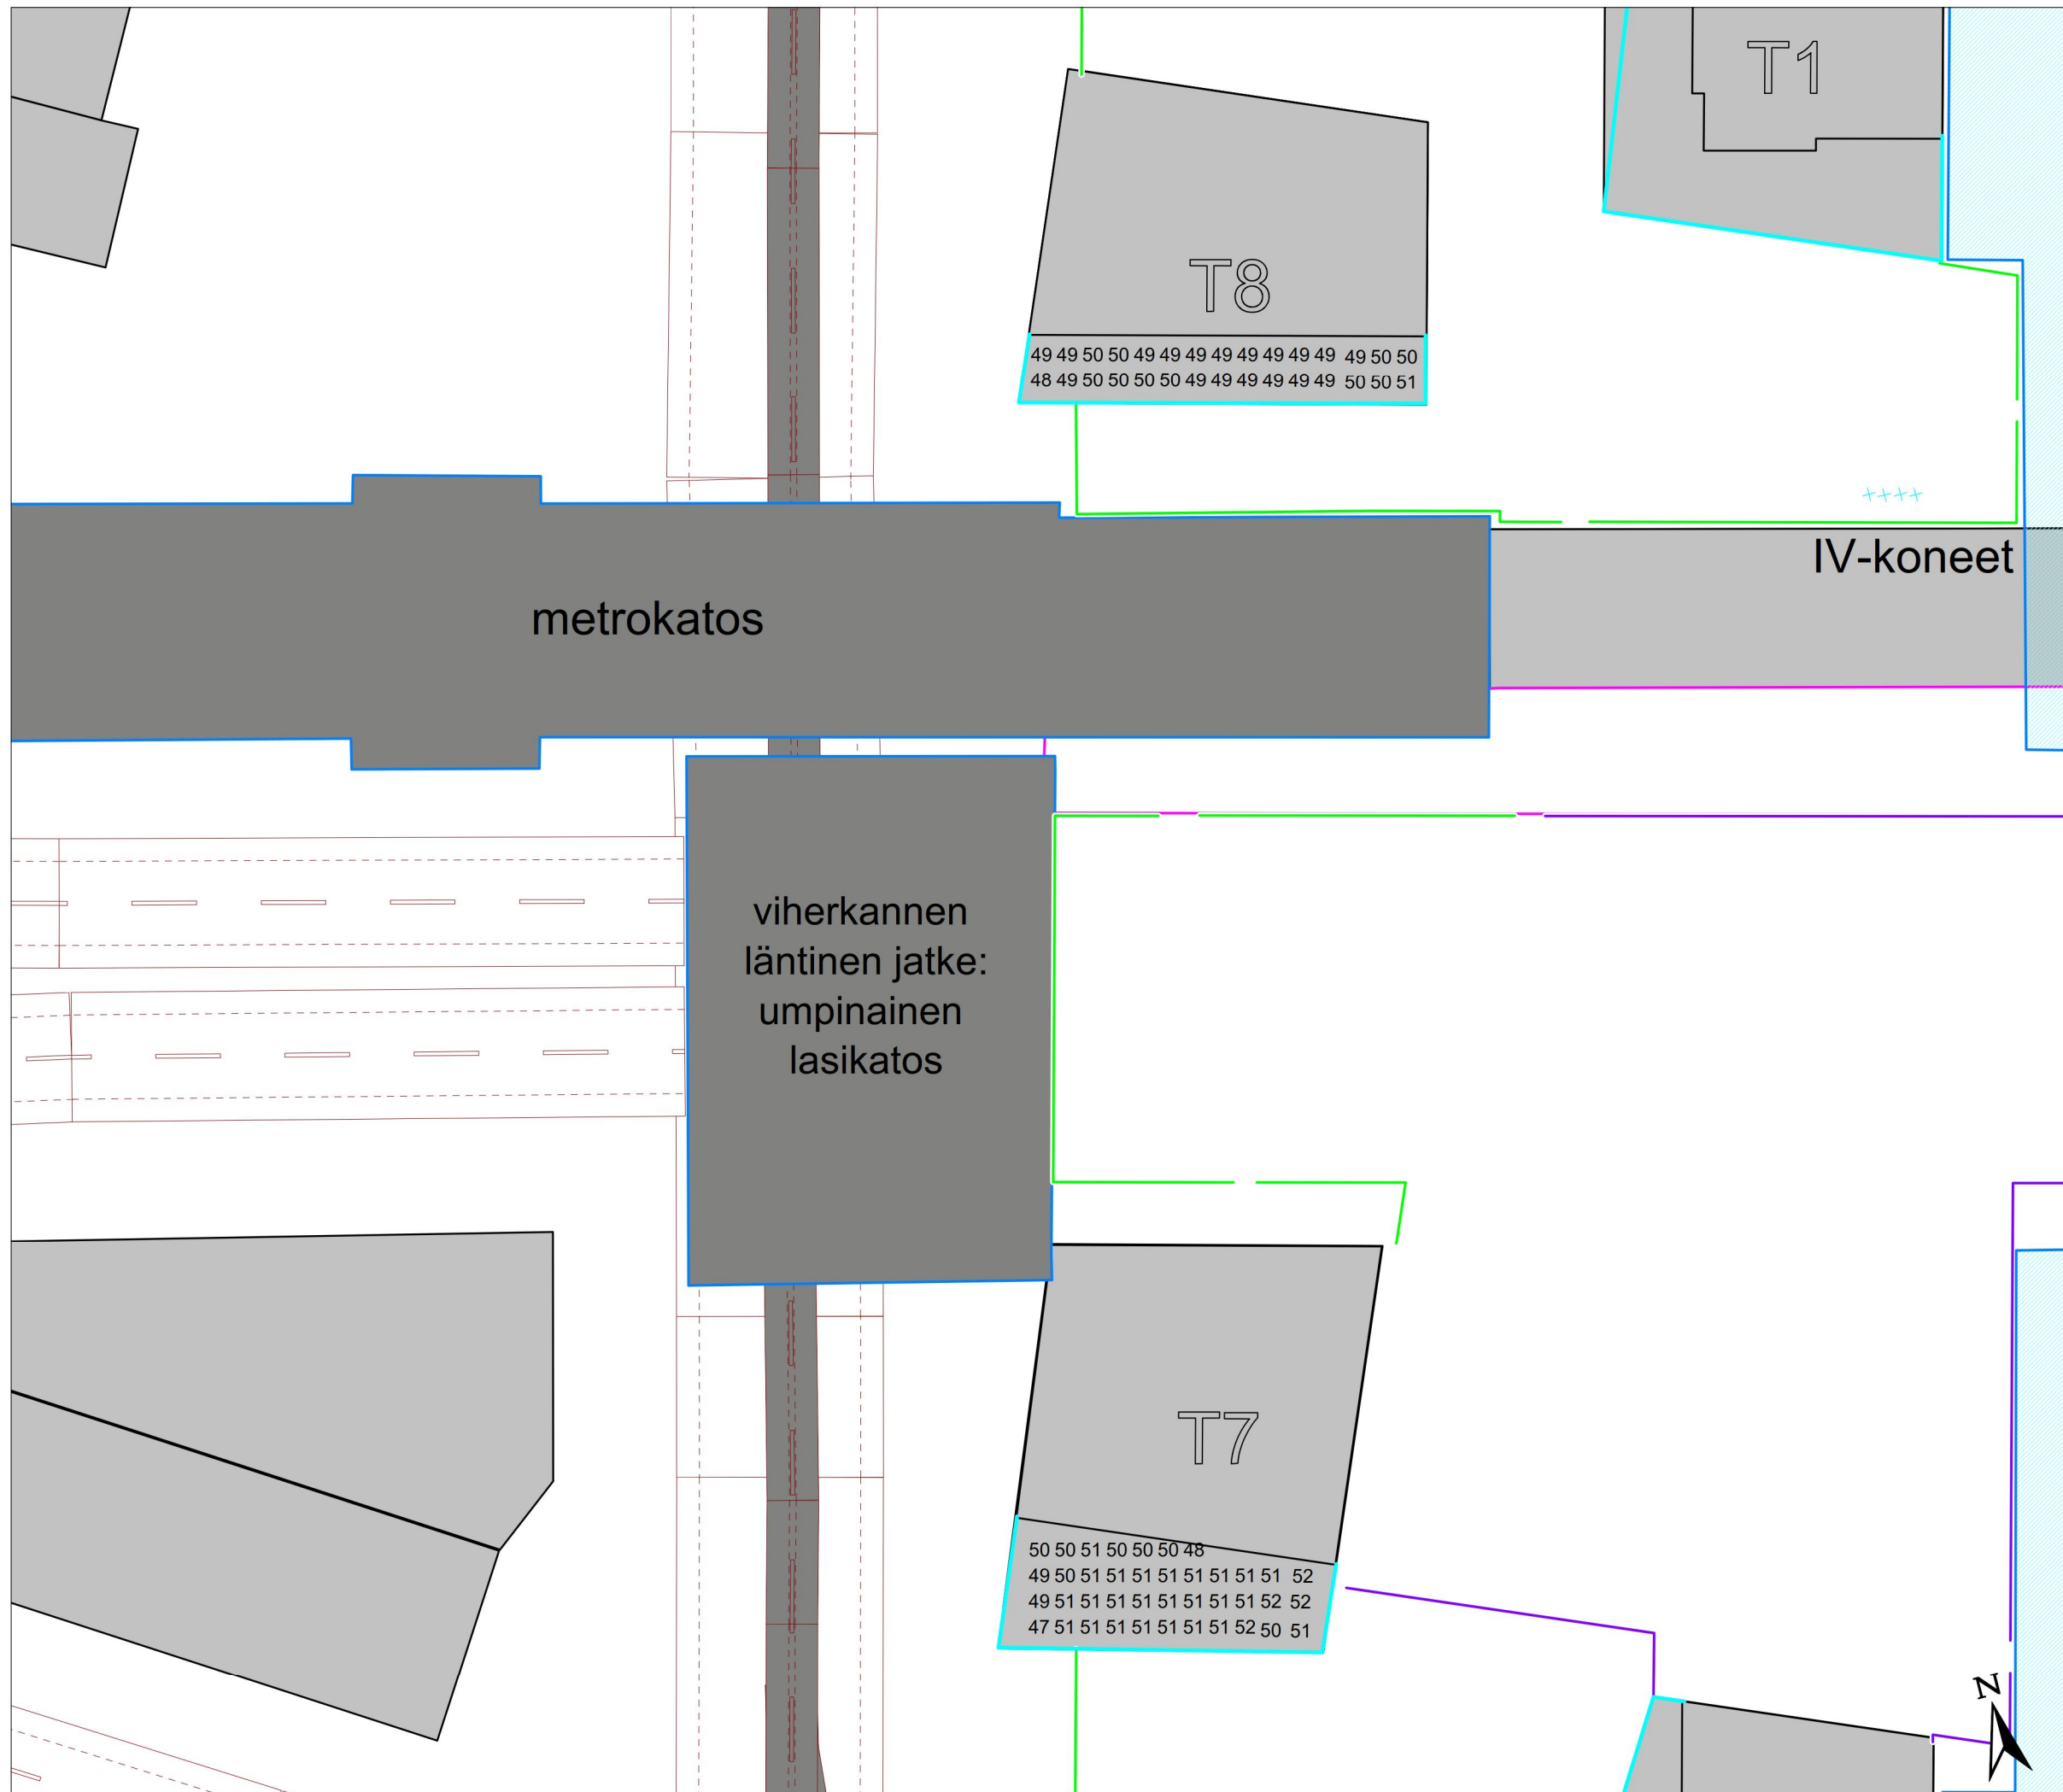 T1
T8
49 49 50 50 49 49 49 49 49 49 49 49 49 50 50
48 49 50 50 50 50 49 49 49 49 49 49 50 50 51
++++
IV-koneet
metrokatos
viherkannen
läntinen jatke:
umpinainen
lasikatos
T7
50 50 51 50 50 50 48
49 50 51 51 51 51 51 51 51 51 52
49 51 51 51 51 51 51 51 51 52 52
47 51 51 51 51 51 51 51 52 50 51
N